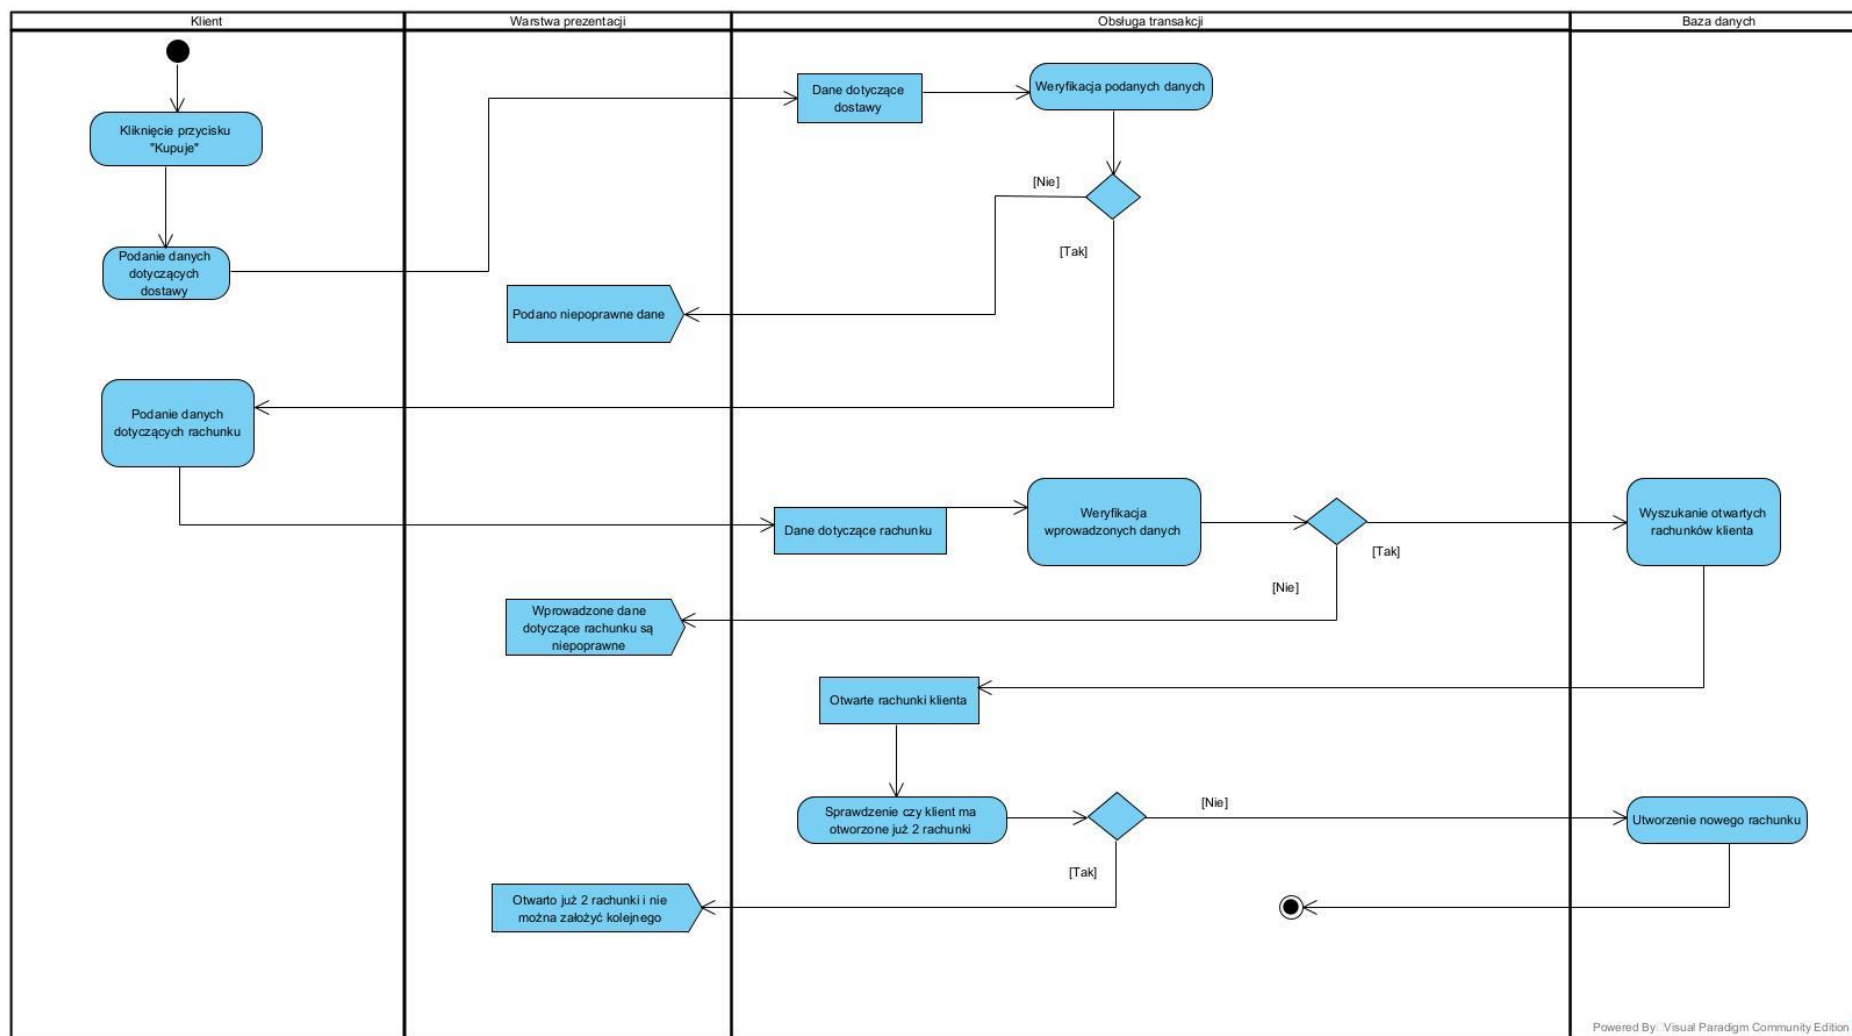 Klient
Warstwa prezentacji
Obsługa transakcji
Baza danych
Kliknięcie przycisku
"Kupuje"
Dane dotyczące
dostawy
Weryfikacja podanych danych
[Nie]
[Tak]
Podanie danych
dotyczących
dostawy
Podano niepoprawne dane
Podanie danych
dotyczących rachunku
Dane dotyczące rachunku
Weryfikacja
wprowadzonych danych
[Tak]
[Nie]
Wyszukanie otwartych
rachunków klienta
Wprowadzone dane
dotyczące rachunku są
niepoprawne
Otwarte rachunki klienta
Sprawdzenie czy klient ma
otworzone już 2 rachunki
[Nie]
[Tak]
Utworzenie nowego rachunku
Otwarto już 2 rachunki i nie
można założyć kolejnego
Powered By: Visual Paradigm Community Edition